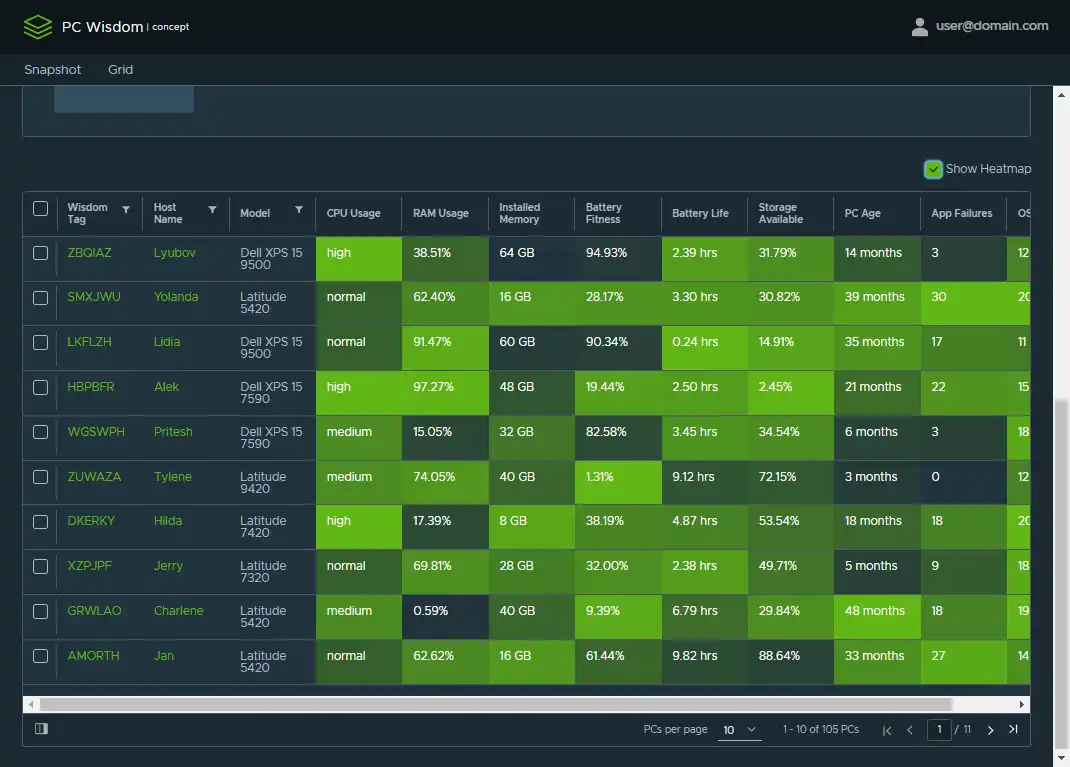 PC Wisdom | concept
user@domain.com
Snapshot Grid
Show Heatmap
Wisdom Tag Host Name Model CPU Usage RAM Usage Installed Memory Battery Fitness Battery Life Storage Available PC Age App Failures OS
ZBQIAZ Lyubov Dell XPS 15 9500 high 38.51% 64 GB 94.93% 2.39 hrs 31.79% 14 months 3 12
SMXJWU Yolanda Latitude 5420 normal 62.40% 16 GB 28.17% 3.30 hrs 30.82% 39 months 30 20
LKFLZH Lidia Dell XPS 15 9500 normal 91.47% 60 GB 90.34% 0.24 hrs 14.91% 35 months 17 11
HBPBFR Alek Dell XPS 15 7590 high 97.27% 48 GB 19.44% 2.50 hrs 2.45% 21 months 22 15
WGSWPH Pritesh Dell XPS 15 7590 medium 15.05% 32 GB 82.58% 3.45 hrs 34.54% 6 months 3 18
ZUWAZA Tylene Latitude 9420 medium 74.05% 40 GB 1.31% 9.12 hrs 72.15% 3 months 0 12
DKERKY Hilda Latitude 7420 high 17.39% 8 GB 38.19% 4.87 hrs 53.54% 18 months 18 20
XZPJPF Jerry Latitude 7320 normal 69.81% 28 GB 32.00% 2.38 hrs 49.71% 5 months 9 18
GRWLAO Charlene Latitude 5420 medium 0.59% 40 GB 9.39% 6.79 hrs 29.84% 48 months 18 19
AMORTH Jan Latitude 5420 normal 62.62% 16 GB 61.44% 9.82 hrs 88.64% 33 months 27 14
PCs per page 10 1 - 10 of 105 PCs 1 / 11